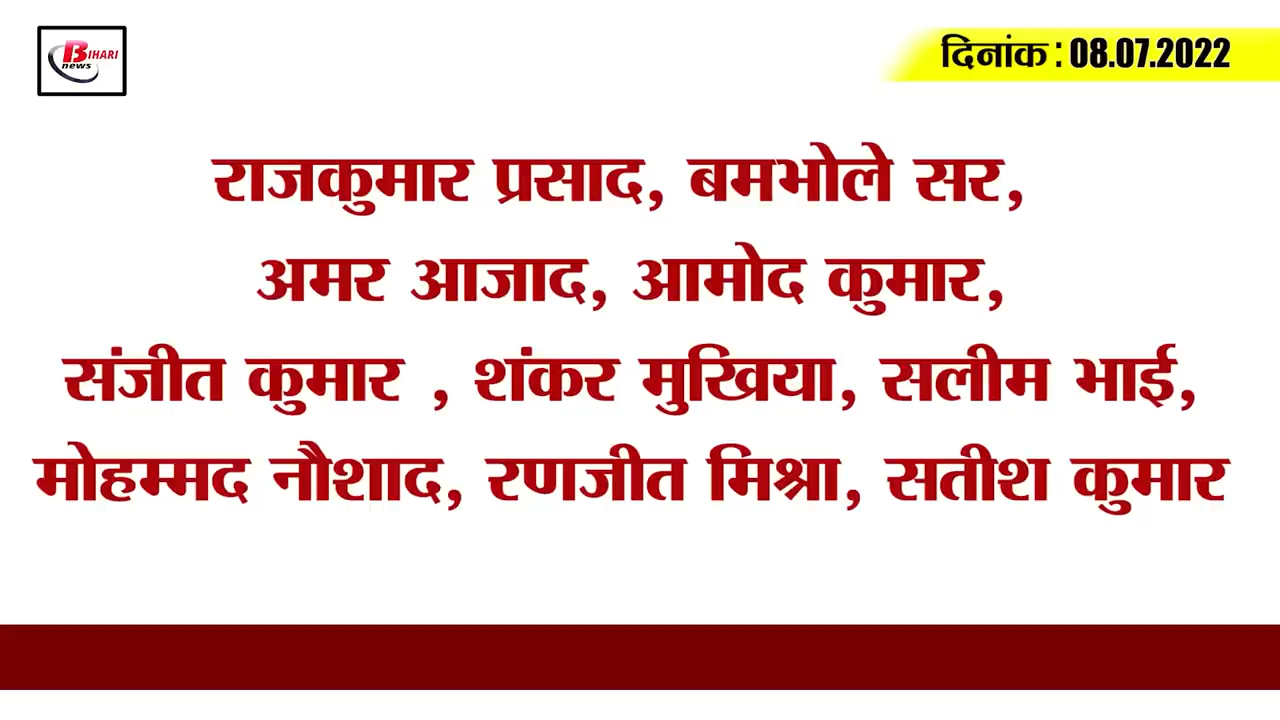 BIHARI
news
दिनांक : 08.07.2022
राजकुमार प्रसाद, बमभोले सर,
अमर आजाद, आमोद कुमार,
संजीत कुमार , शंकर मुखिया, सलीम भाई,
मोहम्मद नौशाद, रणजीत मिश्रा, सतीश कुमार